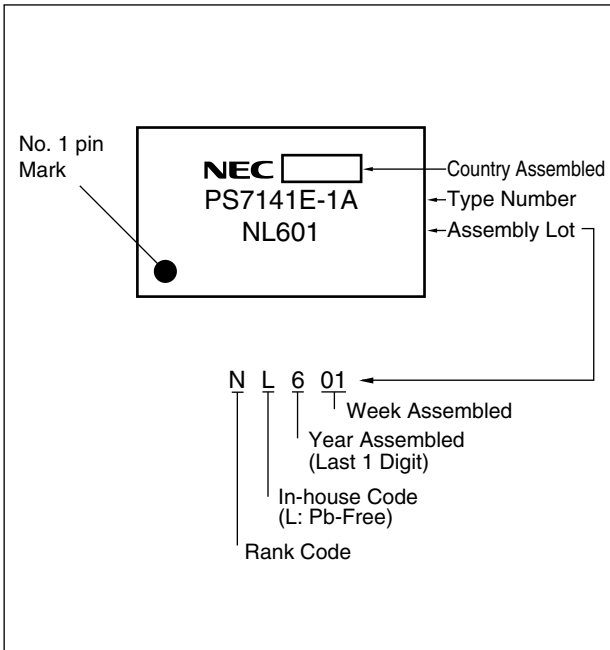 No. 1 pin
Mark
NEC
Country Assembled
PS7141E-1A
Type Number
NL601
Assembly Lot
N L 6 01
Week Assembled
Year Assembled
(Last 1 Digit)
In-house Code
(L: Pb-Free)
Rank Code